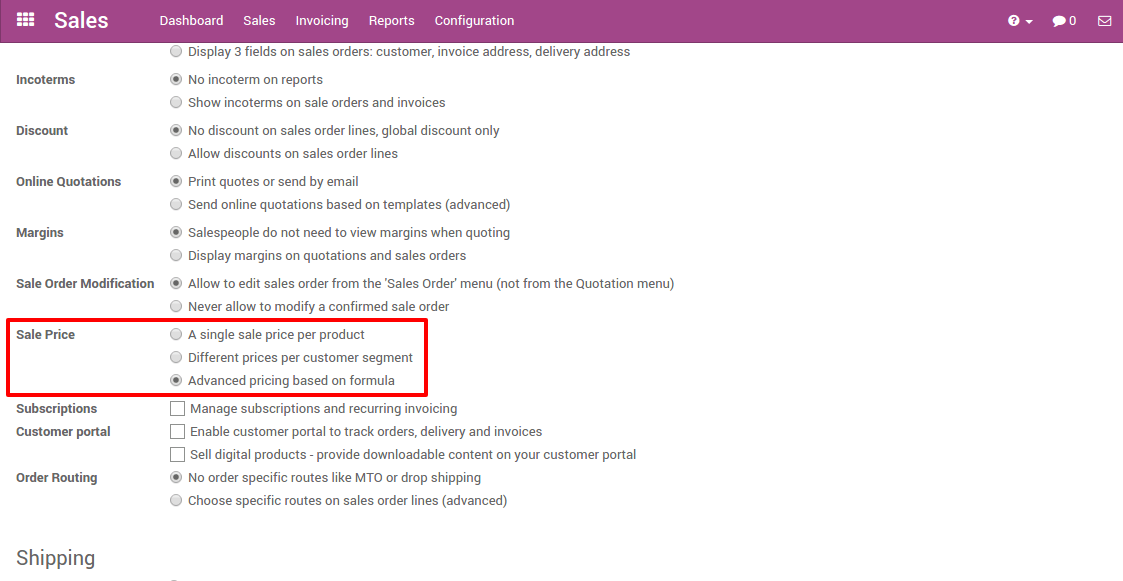 Sales Dashboard Sales Invoicing Reports Configuration ? 0
Display 3 fields on sales orders: customer, invoice address, delivery address
Incoterms No incoterm on reports
Show incoterms on sale orders and invoices
Discount No discount on sales order lines, global discount only
Allow discounts on sales order lines
Online Quotations Print quotes or send by email
Send online quotations based on templates (advanced)
Margins Salespeople do not need to view margins when quoting
Display margins on quotations and sales orders
Sale Order Modification Allow to edit sales order from the 'Sales Order' menu (not from the Quotation menu)
Never allow to modify a confirmed sale order
Sale Price A single sale price per product
Different prices per customer segment
Advanced pricing based on formula
Subscriptions Manage subscriptions and recurring invoicing
Customer portal Enable customer portal to track orders, delivery and invoices
Sell digital products - provide downloadable content on your customer portal
Order Routing No order specific routes like MTO or drop shipping
Choose specific routes on sales order lines (advanced)
Shipping